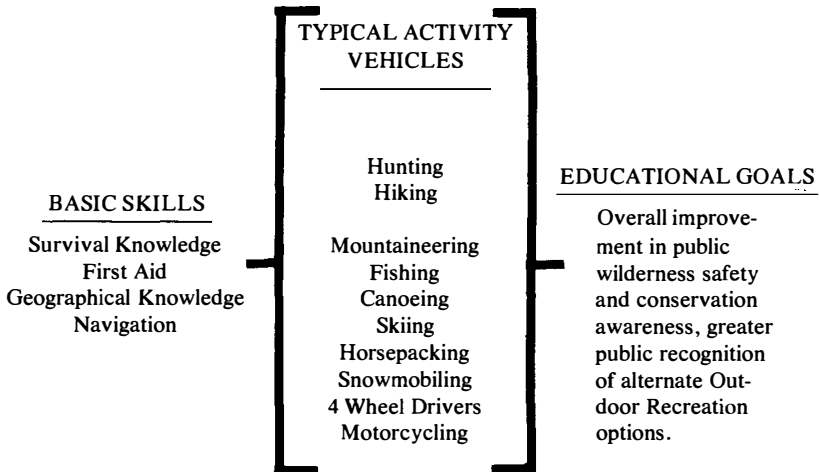 BASIC SKILLS
Survival Knowledge
First Aid
Geographical Knowledge
Navigation
TYPICAL ACTIVITY
VEHICLES
Hunting
Hiking
Mountaineering
Fishing
Canoeing
Skiing
Horsepacking
Snowmobiling
4 Wheel Drivers
Motorcycling
EDUCATIONAL GOALS
Overall improve-
ment in public
wilderness safety
and conservation
awareness, greater
public recognition
of alternate Out-
door Recreation
options.